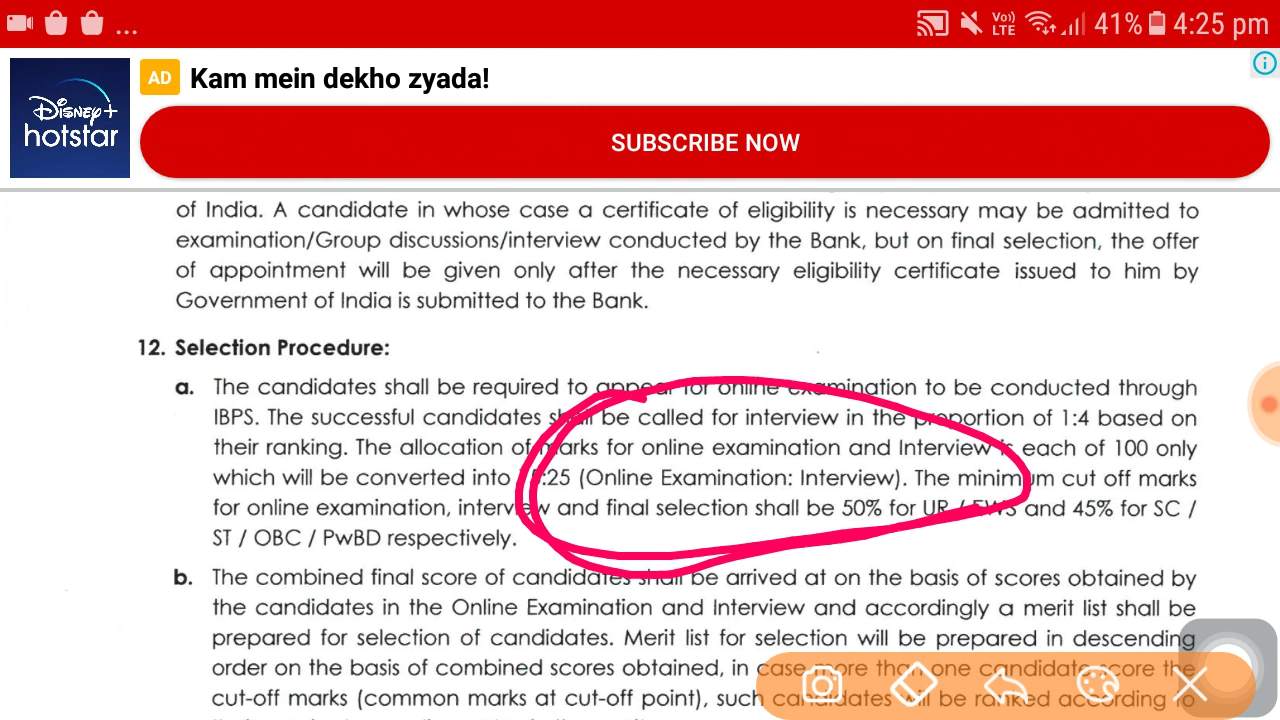 ... Vo) LTE 41% 4:25 pm
Disney+ hotstar
AD Kam mein dekho zyada!
SUBSCRIBE NOW
of India. A candidate in whose case a certificate of eligibility is necessary may be admitted to
examination/Group discussions/interview conducted by the Bank, but on final selection, the offer
of appointment will be given only after the necessary eligibility certificate issued to him by
Government of India is submitted to the Bank.
12. Selection Procedure:
a. The candidates shall be required to appear for online examination to be conducted through
IBPS. The successful candidates shall be called for interview in the proportion of 1:4 based on
their ranking. The allocation of marks for online examination and Interview is each of 100 only
which will be converted into :25 (Online Examination: Interview). The minimum cut off marks
for online examination, interview and final selection shall be 50% for UR / EWS and 45% for SC /
ST / OBC / PwBD respectively.
b. The combined final score of candidates shall be arrived at on the basis of scores obtained by
the candidates in the Online Examination and Interview and accordingly a merit list shall be
prepared for selection of candidates. Merit list for selection will be prepared in descending
order on the basis of combined scores obtained, in case more than one candidate score the
cut-off marks (common marks at cut-off point), such candidates will be ranked according to